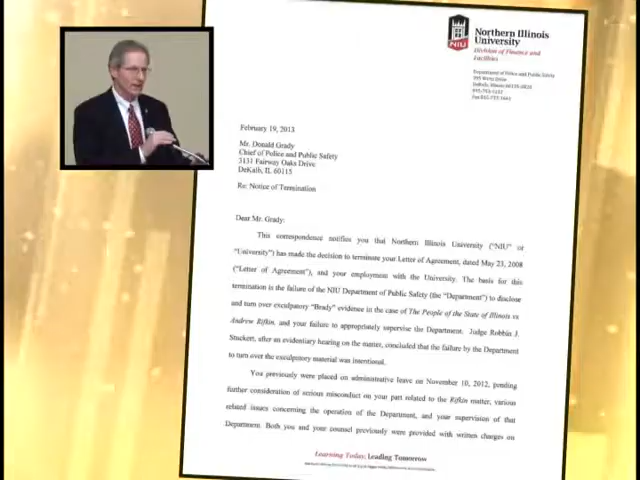 Northern Illinois
University
Division of Finance and
Facilities
Department of Police and Public Safety
NIU
February 19, 2013
Mr. Donald Grady
Chief of Police and Public Safety
3131 Fairway Oaks Drive
DeKalb, IL 60115
Re: Notice of Termination
Dear Mr. Grady:
This correspondence notifies you that Northern Illinois University ("NIU" or
"University") has made the decision to terminate your Letter of Agreement, dated May 23, 2008
("Letter of Agreement"), and your employment with the University. The basis for this
termination is the failure of the NIU Department of Public Safety (the "Department") to disclose
and turn over exculpatory "Brady" evidence in the case of The People of the State of Illinois vs
Andrew Rifkin, and your failure to appropriately supervise the Department. Judge Robbin J.
Stuckert, after an evidentiary hearing on the matter, concluded that the failure by the Department
to turn over the exculpatory material was intentional.
You previously were placed on administrative leave on November 10, 2012, pending
further consideration of serious misconduct on your part related to the Rifkin matter, various
related issues concerning the operation of the Department, and your supervision of that
Department. Both you and your counsel previously were provided with written charges on
Learning Today, Leading Tomorrow